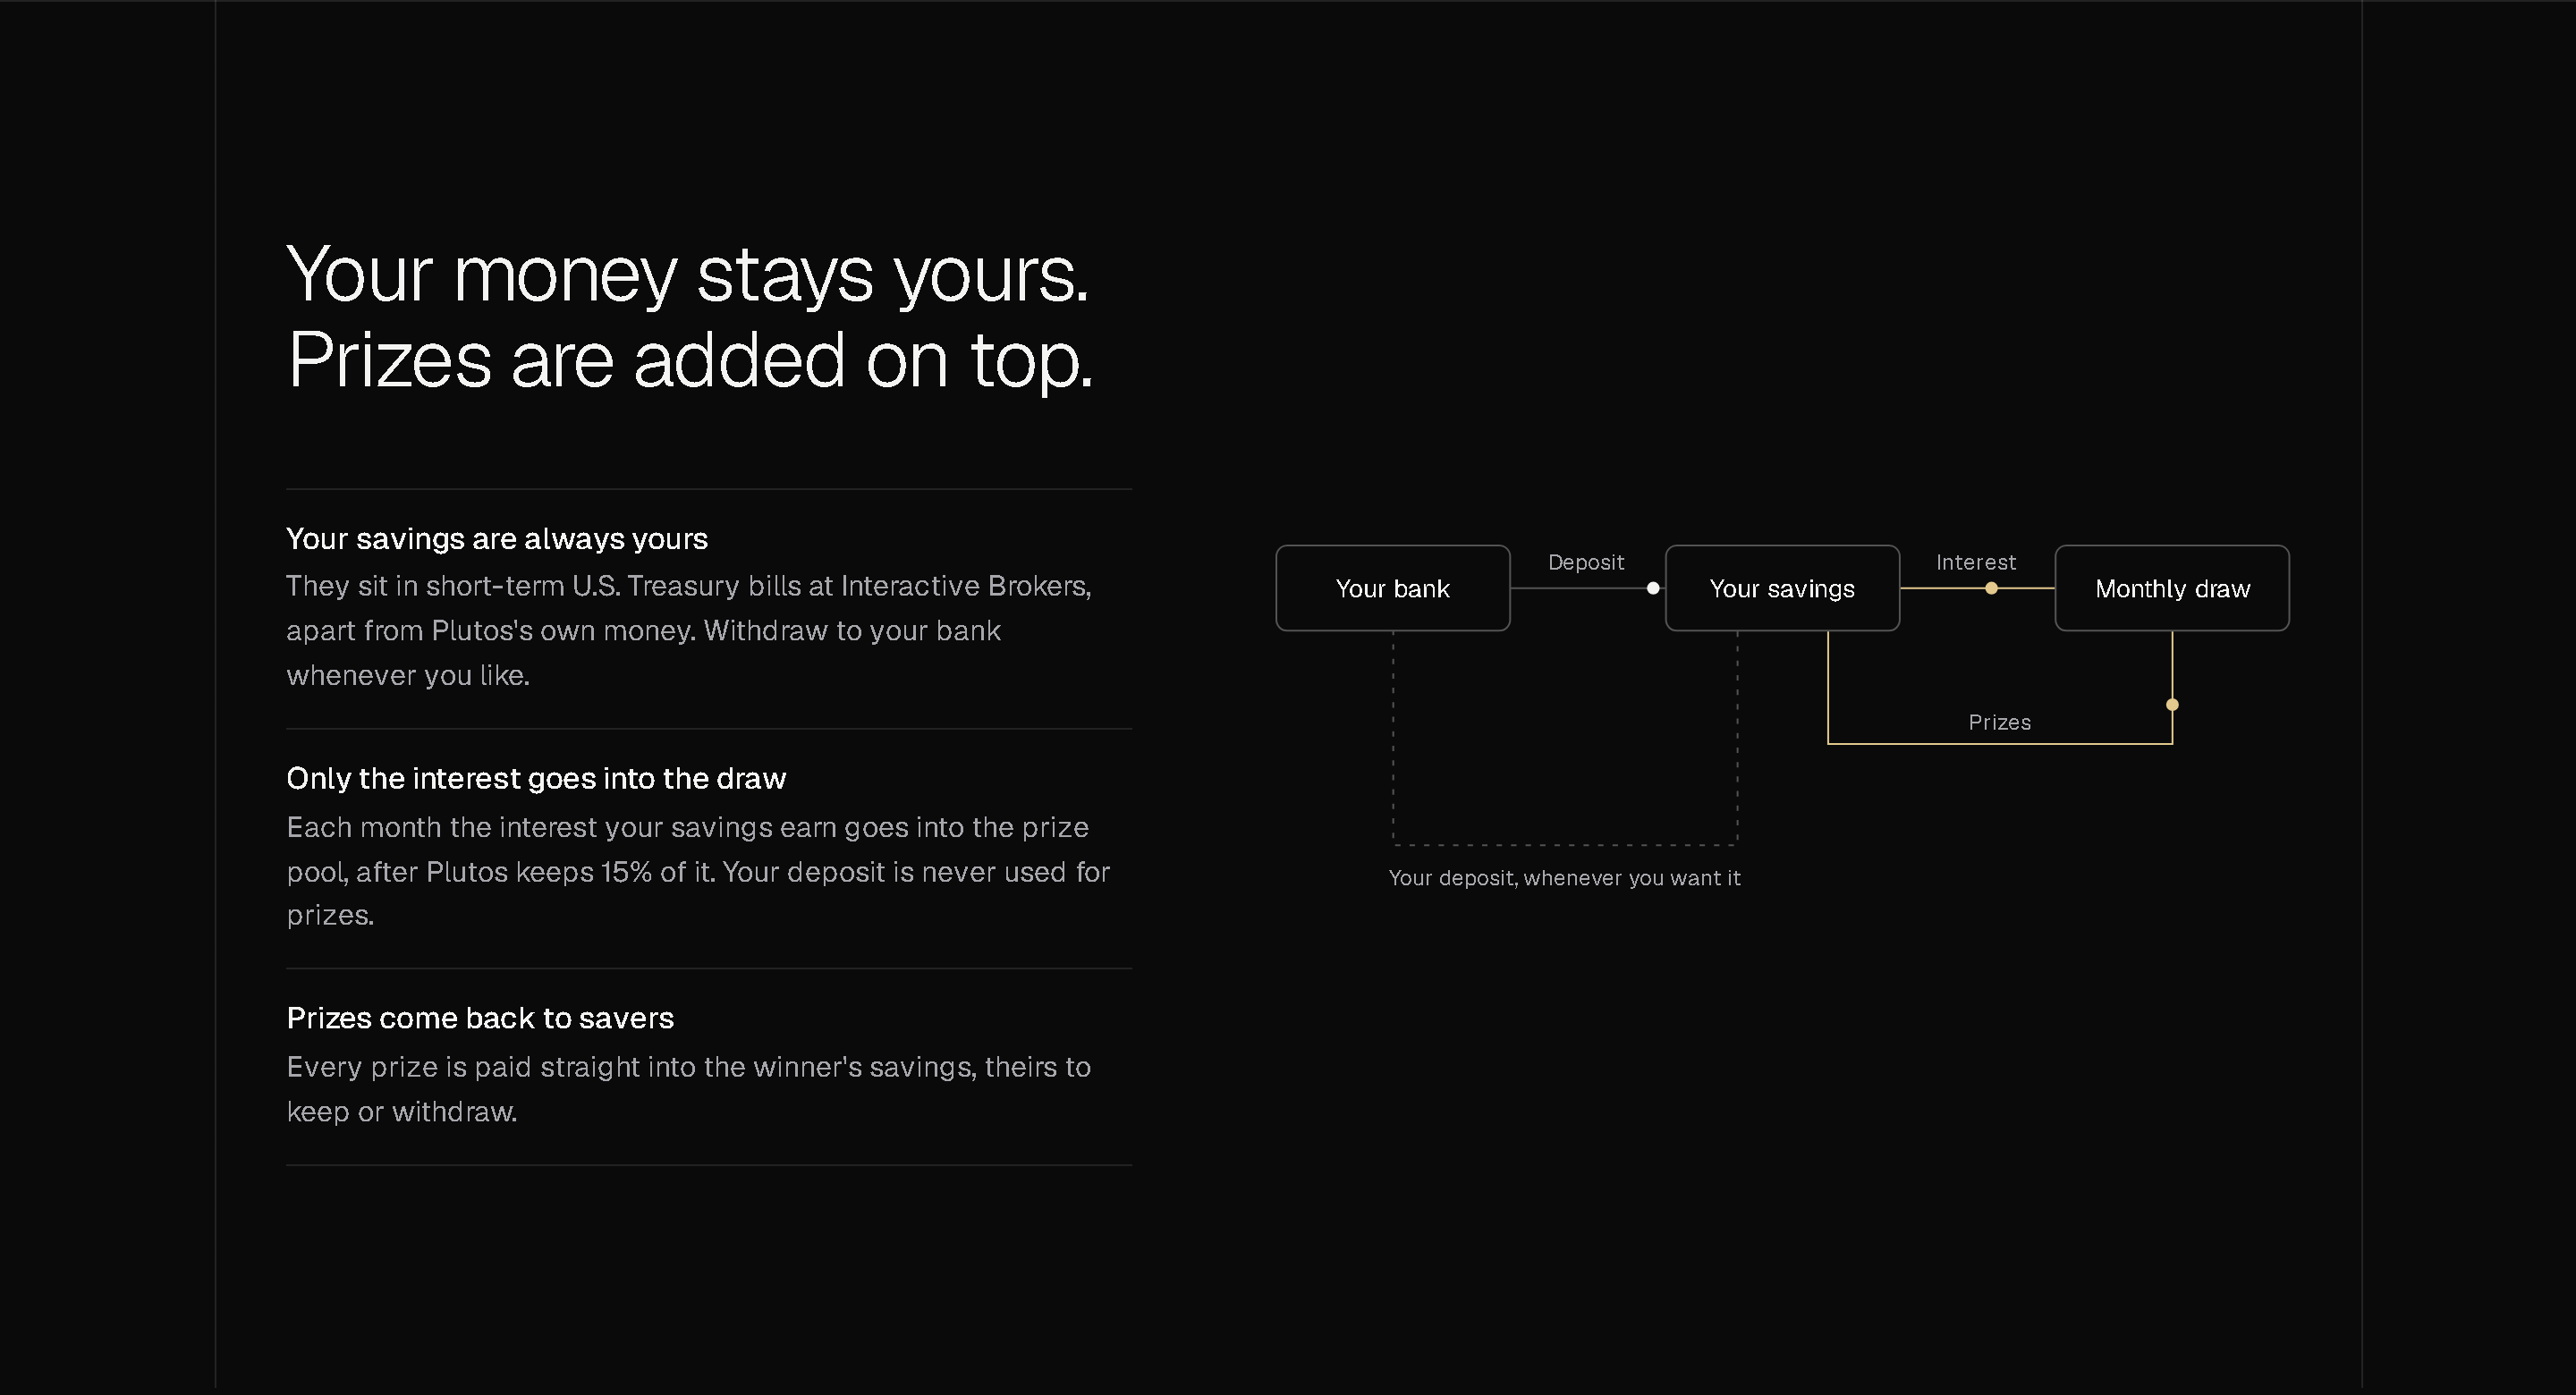 Your money stays yours.
Prizes are added on top.
Your savings are always yours
They sit in short-term U.S. Treasury bills at Interactive Brokers,
apart from Plutos's own money. Withdraw to your bank
whenever you like.
Only the interest goes into the draw
Each month the interest your savings earn goes into the prize
pool, after Plutos keeps 15% of it. Your deposit is never used for
prizes.
Prizes come back to savers
Every prize is paid straight into the winner's savings, theirs to
keep or withdraw.
Your bank
Deposit
Your savings
Interest
Monthly draw
Prizes
Your deposit, whenever you want it